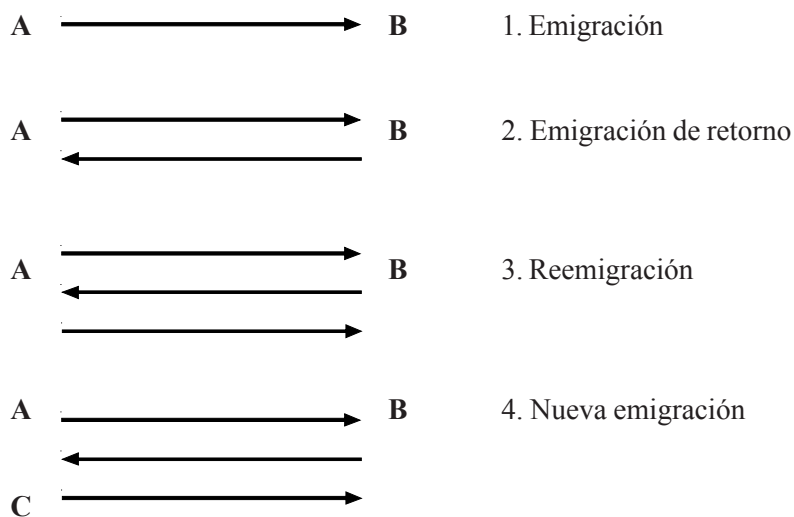 A B 1. Emigración
A B 2. Emigración de retorno
A B 3. Reemigración
A B 4. Nueva emigración
C